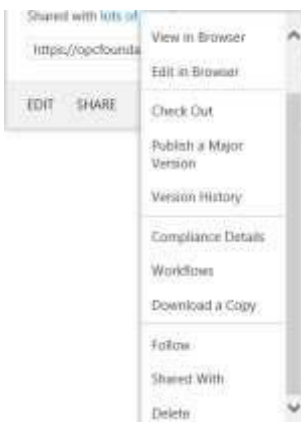 Shared with lots of
https://opcfounda
EDIT SHARE
View in Browser
Edit in Browser
Check Out
Publish a Major
Version
Version History
Compliance Details
Workflows
Download a Copy
Follow
Shared With
Delete